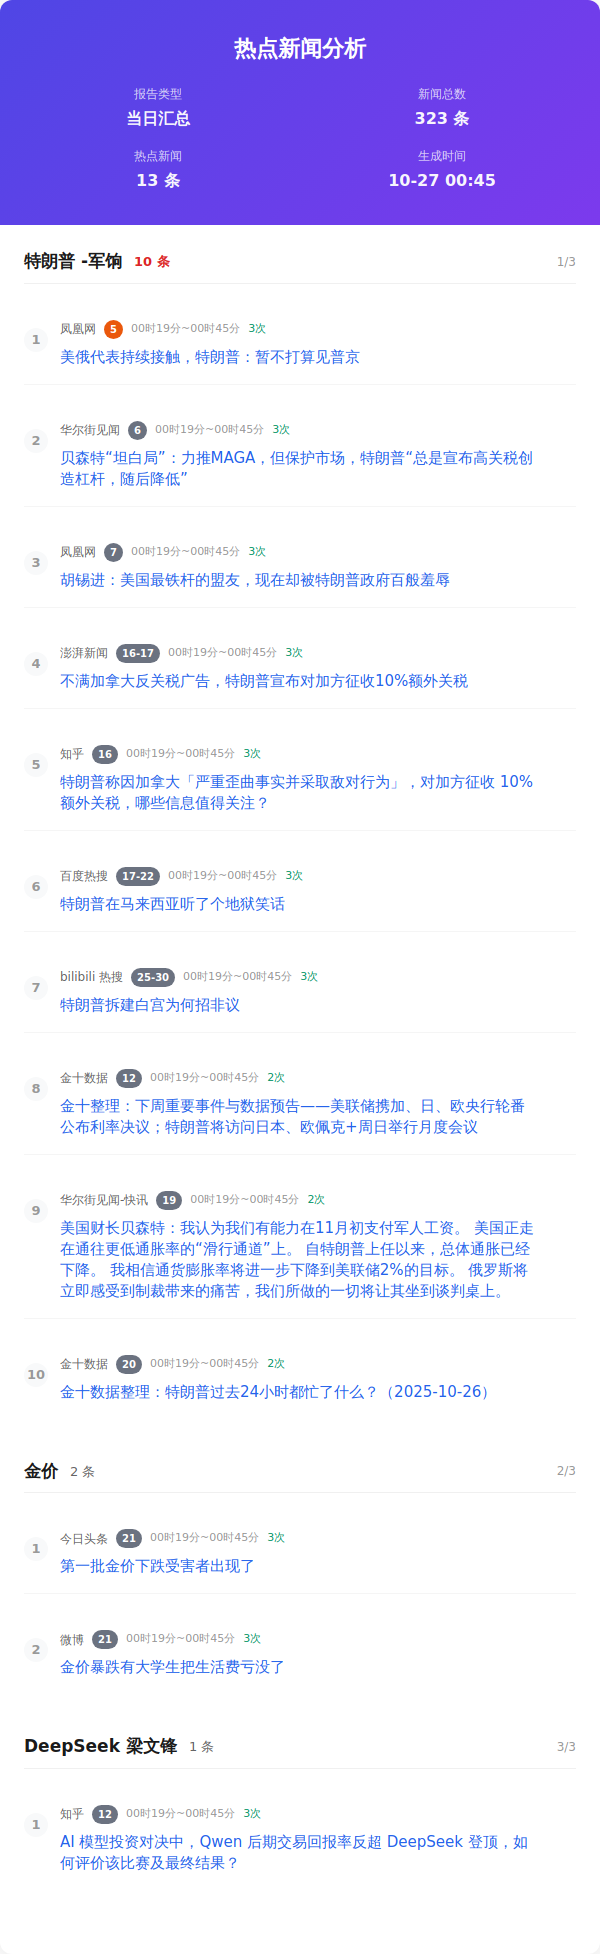 热点新闻分析
报告类型
当日汇总
新闻总数
323 条
热点新闻
13 条
生成时间
10-27 00:45
特朗普 -军饷 10 条 1/3
1
凤凰网 5 00时19分~00时45分 3次
美俄代表持续接触，特朗普：暂不打算见普京
2
华尔街见闻 6 00时19分~00时45分 3次
贝森特“坦白局”：力推MAGA，但保护市场，特朗普“总是宣布高关税创
造杠杆，随后降低”
3
凤凰网 7 00时19分~00时45分 3次
胡锡进：美国最铁杆的盟友，现在却被特朗普政府百般羞辱
4
澎湃新闻 16-17 00时19分~00时45分 3次
不满加拿大反关税广告，特朗普宣布对加方征收10%额外关税
5
知乎 16 00时19分~00时45分 3次
特朗普称因加拿大「严重歪曲事实并采取敌对行为」，对加方征收 10%
额外关税，哪些信息值得关注？
6
百度热搜 17-22 00时19分~00时45分 3次
特朗普在马来西亚听了个地狱笑话
7
bilibili 热搜 25-30 00时19分~00时45分 3次
特朗普拆建白宫为何招非议
8
金十数据 12 00时19分~00时45分 2次
金十整理：下周重要事件与数据预告——美联储携加、日、欧央行轮番
公布利率决议；特朗普将访问日本、欧佩克+周日举行月度会议
9
华尔街见闻-快讯 19 00时19分~00时45分 2次
美国财长贝森特：我认为我们有能力在11月初支付军人工资。 美国正走
在通往更低通胀率的“滑行通道”上。 自特朗普上任以来，总体通胀已经
下降。 我相信通货膨胀率将进一步下降到美联储2%的目标。 俄罗斯将
立即感受到制裁带来的痛苦，我们所做的一切将让其坐到谈判桌上。
10
金十数据 20 00时19分~00时45分 2次
金十数据整理：特朗普过去24小时都忙了什么？（2025-10-26）
金价 2 条 2/3
1
今日头条 21 00时19分~00时45分 3次
第一批金价下跌受害者出现了
2
微博 21 00时19分~00时45分 3次
金价暴跌有大学生把生活费亏没了
DeepSeek 梁文锋 1 条 3/3
1
知乎 12 00时19分~00时45分 3次
AI 模型投资对决中，Qwen 后期交易回报率反超 DeepSeek 登顶，如
何评价该比赛及最终结果？